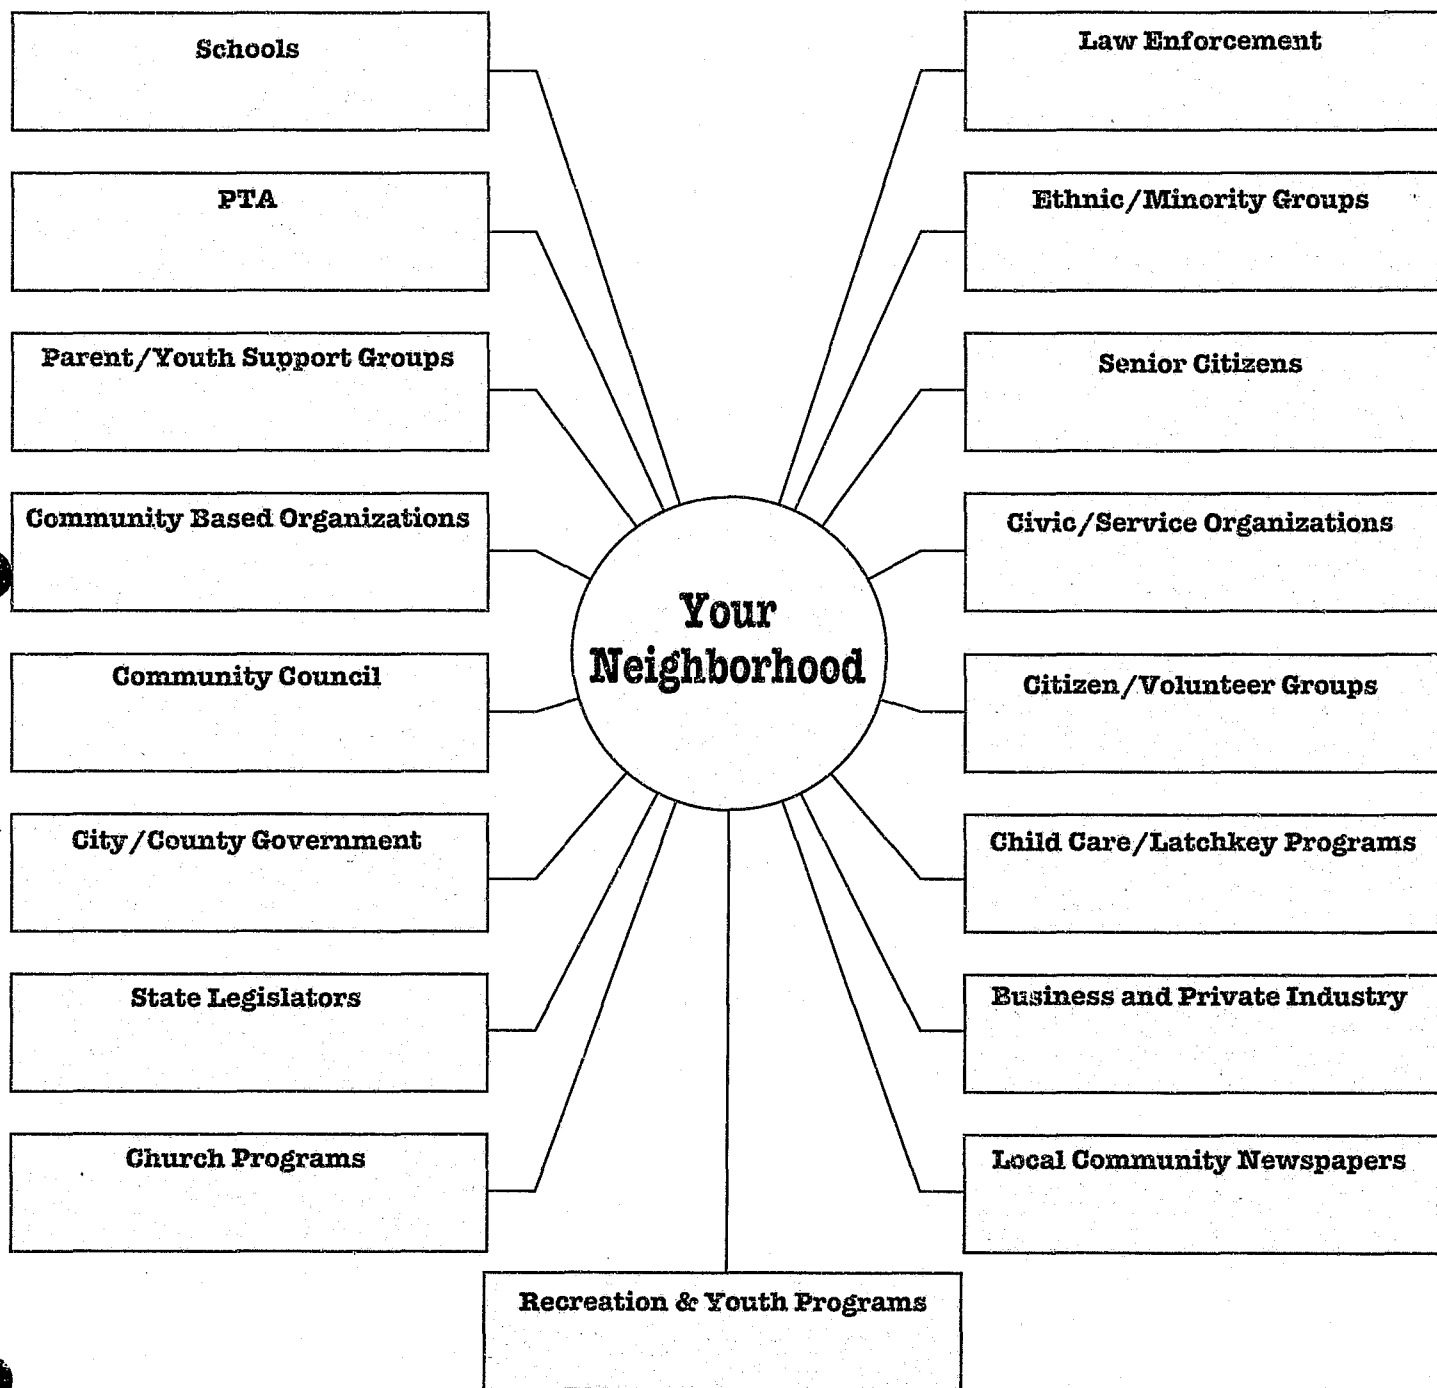 Schools
PTA
Parent/Youth Support Groups
Community Based Organizations
Community Council
City/County Government
State Legislators
Church Programs
Your
Neighborhood
Law Enforcement
Ethnic/Minority Groups
Senior Citizens
Civic/Service Organizations
Citizen/Volunteer Groups
Child Care/Latchkey Programs
Business and Private Industry
Local Community Newspapers
Recreation & Youth Programs